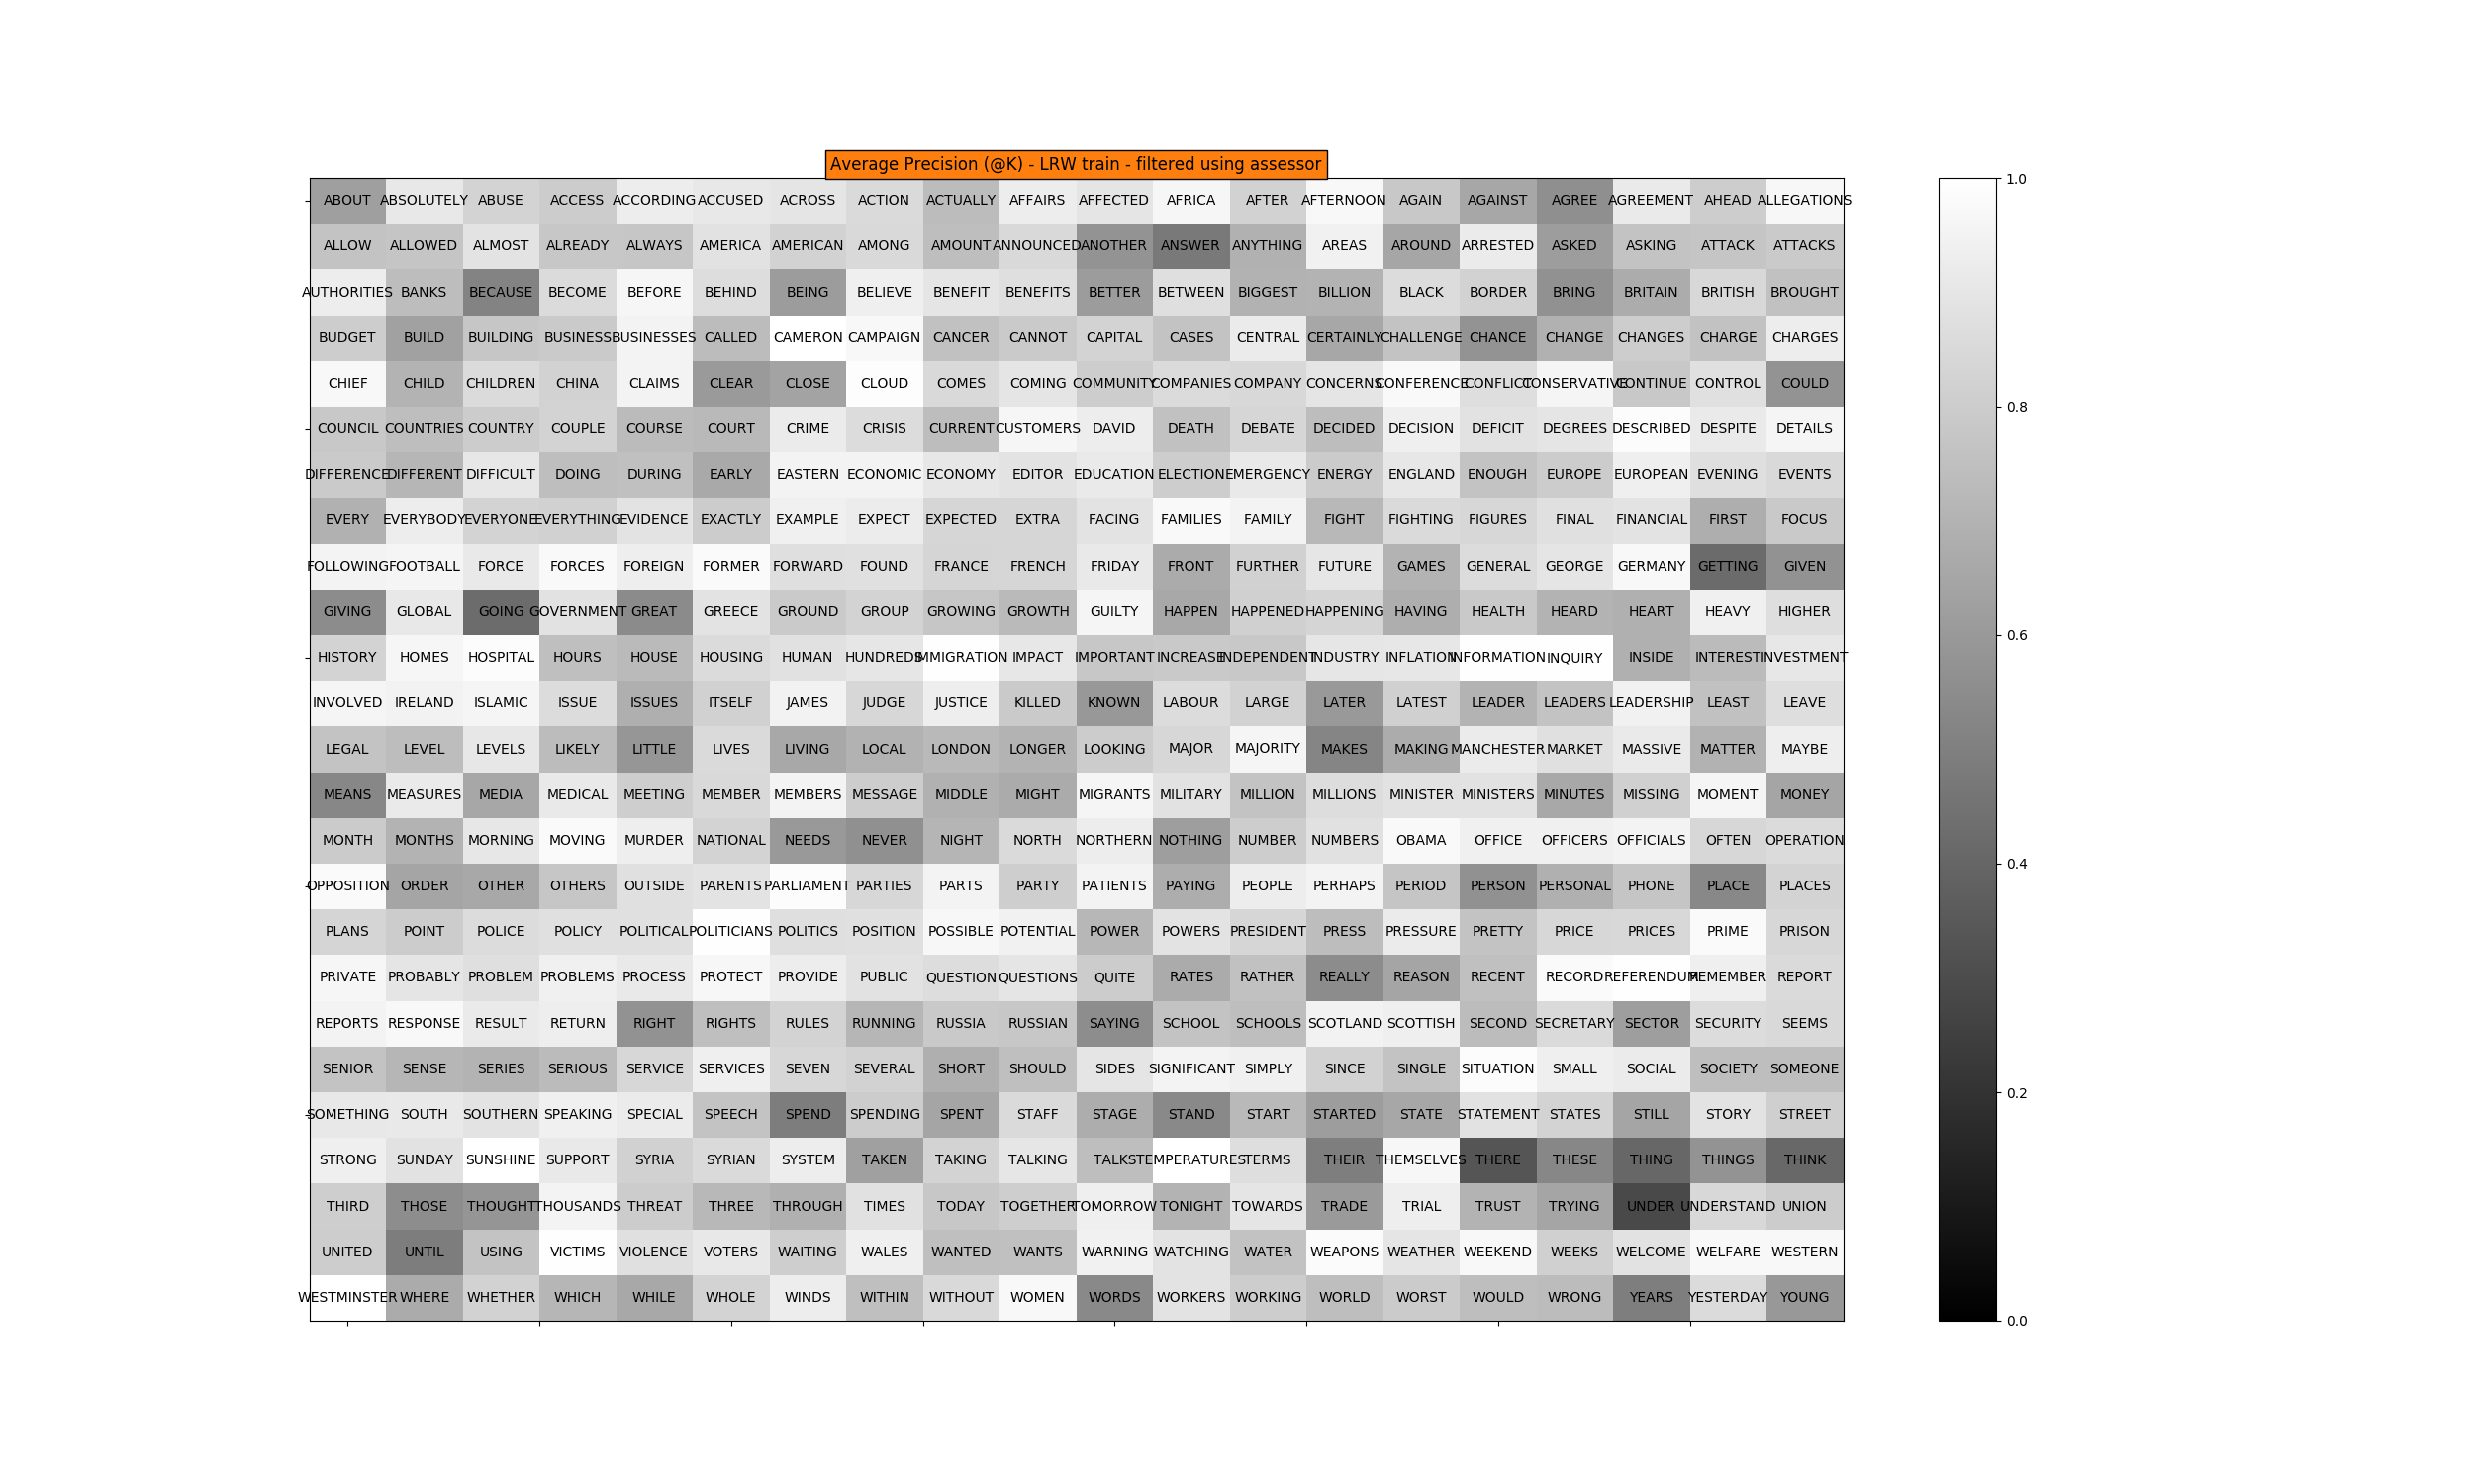 Average Precision (@K) - LRW train - filtered using assessor
ABOUT ABSOLUTELY ABUSE ACCESS ACCORDING ACCUSED ACROSS ACTION ACTUALLY AFFAIRS AFFECTED AFRICA AFTER AFTERNOON AGAIN AGAINST AGREE AGREEMENT AHEAD ALLEGATIONS 1.0
ALLOW ALLOWED ALMOST ALREADY ALWAYS AMERICA AMERICAN AMONG AMOUNT ANNOUNCED ANOTHER ANSWER ANYTHING AREAS AROUND ARRESTED ASKED ASKING ATTACK ATTACKS
AUTHORITIES BANKS BECAUSE BECOME BEFORE BEHIND BEING BELIEVE BENEFIT BENEFITS BETTER BETWEEN BIGGEST BILLION BLACK BORDER BRING BRITAIN BRITISH BROUGHT
BUDGET BUILD BUILDING BUSINESS BUSINESSES CALLED CAMERON CAMPAIGN CANCER CANNOT CAPITAL CASES CENTRAL CERTAINLY CHALLENGE CHANCE CHANGE CHANGES CHARGE CHARGES
CHIEF CHILD CHILDREN CHINA CLAIMS CLEAR CLOSE CLOUD COMES COMING COMMUNITY COMPANIES COMPANY CONCERNS CONFERENCE CONFLICT CONSERVATIVE CONTINUE CONTROL COULD
0.8
COUNCIL COUNTRIES COUNTRY COUPLE COURSE COURT CRIME CRISIS CURRENT CUSTOMERS DAVID DEATH DEBATE DECIDED DECISION DEFICIT DEGREES DESCRIBED DESPITE DETAILS
DIFFERENCE DIFFERENT DIFFICULT DOING DURING EARLY EASTERN ECONOMIC ECONOMY EDITOR EDUCATION ELECTION EMERGENCY ENERGY ENGLAND ENOUGH EUROPE EUROPEAN EVENING EVENTS
EVERY EVERYBODY EVERYONE EVERYTHING EVIDENCE EXACTLY EXAMPLE EXPECT EXPECTED EXTRA FACING FAMILIES FAMILY FIGHT FIGHTING FIGURES FINAL FINANCIAL FIRST FOCUS
FOLLOWING FOOTBALL FORCE FORCES FOREIGN FORMER FORWARD FOUND FRANCE FRENCH FRIDAY FRONT FURTHER FUTURE GAMES GENERAL GEORGE GERMANY GETTING GIVEN
GIVING GLOBAL GOING GOVERNMENT GREAT GREECE GROUND GROUP GROWING GROWTH GUILTY HAPPEN HAPPENED HAPPENING HAVING HEALTH HEARD HEART HEAVY HIGHER
0.6
HISTORY HOMES HOSPITAL HOURS HOUSE HOUSING HUMAN HUNDREDS IMMIGRATION IMPACT IMPORTANT INCREASE INDEPENDENT INDUSTRY INFLATION INFORMATION INQUIRY INSIDE INTEREST INVESTMENT
INVOLVED IRELAND ISLAMIC ISSUE ISSUES ITSELF JAMES JUDGE JUSTICE KILLED KNOWN LABOUR LARGE LATER LATEST LEADER LEADERS LEADERSHIP LEAST LEAVE
LEGAL LEVEL LEVELS LIKELY LITTLE LIVES LIVING LOCAL LONDON LONGER LOOKING MAJOR MAJORITY MAKES MAKING MANCHESTER MARKET MASSIVE MATTER MAYBE
MEANS MEASURES MEDIA MEDICAL MEETING MEMBER MEMBERS MESSAGE MIDDLE MIGHT MIGRANTS MILITARY MILLION MILLIONS MINISTER MINISTERS MINUTES MISSING MOMENT MONEY
MONTH MONTHS MORNING MOVING MURDER NATIONAL NEEDS NEVER NIGHT NORTH NORTHERN NOTHING NUMBER NUMBERS OBAMA OFFICE OFFICERS OFFICIALS OFTEN OPERATION
0.4
OPPOSITION ORDER OTHER OTHERS OUTSIDE PARENTS PARLIAMENT PARTIES PARTS PARTY PATIENTS PAYING PEOPLE PERHAPS PERIOD PERSON PERSONAL PHONE PLACE PLACES
PLANS POINT POLICE POLICY POLITICAL POLITICIANS POLITICS POSITION POSSIBLE POTENTIAL POWER POWERS PRESIDENT PRESS PRESSURE PRETTY PRICE PRICES PRIME PRISON
PRIVATE PROBABLY PROBLEM PROBLEMS PROCESS PROTECT PROVIDE PUBLIC QUESTION QUESTIONS QUITE RATES RATHER REALLY REASON RECENT RECORD REFERENDUM REMEMBER REPORT
REPORTS RESPONSE RESULT RETURN RIGHT RIGHTS RULES RUNNING RUSSIA RUSSIAN SAYING SCHOOL SCHOOLS SCOTLAND SCOTTISH SECOND SECRETARY SECTOR SECURITY SEEMS
SENIOR SENSE SERIES SERIOUS SERVICE SERVICES SEVEN SEVERAL SHORT SHOULD SIDES SIGNIFICANT SIMPLY SINCE SINGLE SITUATION SMALL SOCIAL SOCIETY SOMEONE
0.2
SOMETHING SOUTH SOUTHERN SPEAKING SPECIAL SPEECH SPEND SPENDING SPENT STAFF STAGE STAND START STARTED STATE STATEMENT STATES STILL STORY STREET
STRONG SUNDAY SUNSHINE SUPPORT SYRIA SYRIAN SYSTEM TAKEN TAKING TALKING TALKS TEMPERATURES TERMS THEIR THEMSELVES THERE THESE THING THINGS THINK
THIRD THOSE THOUGHT THOUSANDS THREAT THREE THROUGH TIMES TODAY TOGETHER TOMORROW TONIGHT TOWARDS TRADE TRIAL TRUST TRYING UNDER UNDERSTAND UNION
UNITED UNTIL USING VICTIMS VIOLENCE VOTERS WAITING WALES WANTED WANTS WARNING WATCHING WATER WEAPONS WEATHER WEEKEND WEEKS WELCOME WELFARE WESTERN
WESTMINSTER WHERE WHETHER WHICH WHILE WHOLE WINDS WITHIN WITHOUT WOMEN WORDS WORKERS WORKING WORLD WORST WOULD WRONG YEARS YESTERDAY YOUNG
0.0